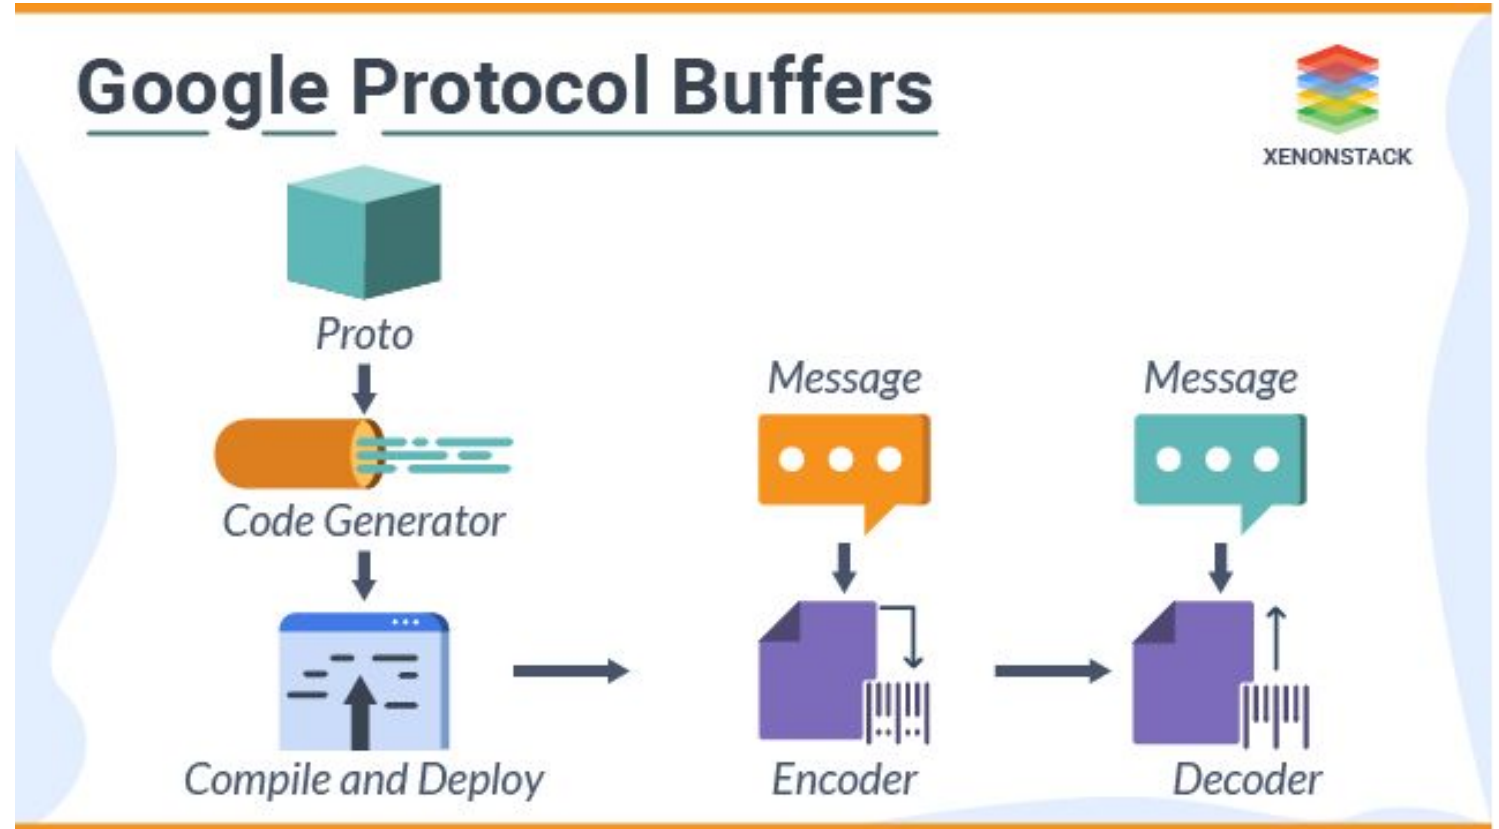 Google Protocol Buffers
XENONSTACK
Proto
Code Generator
Compile and Deploy
Message
Encoder
Message
Decoder